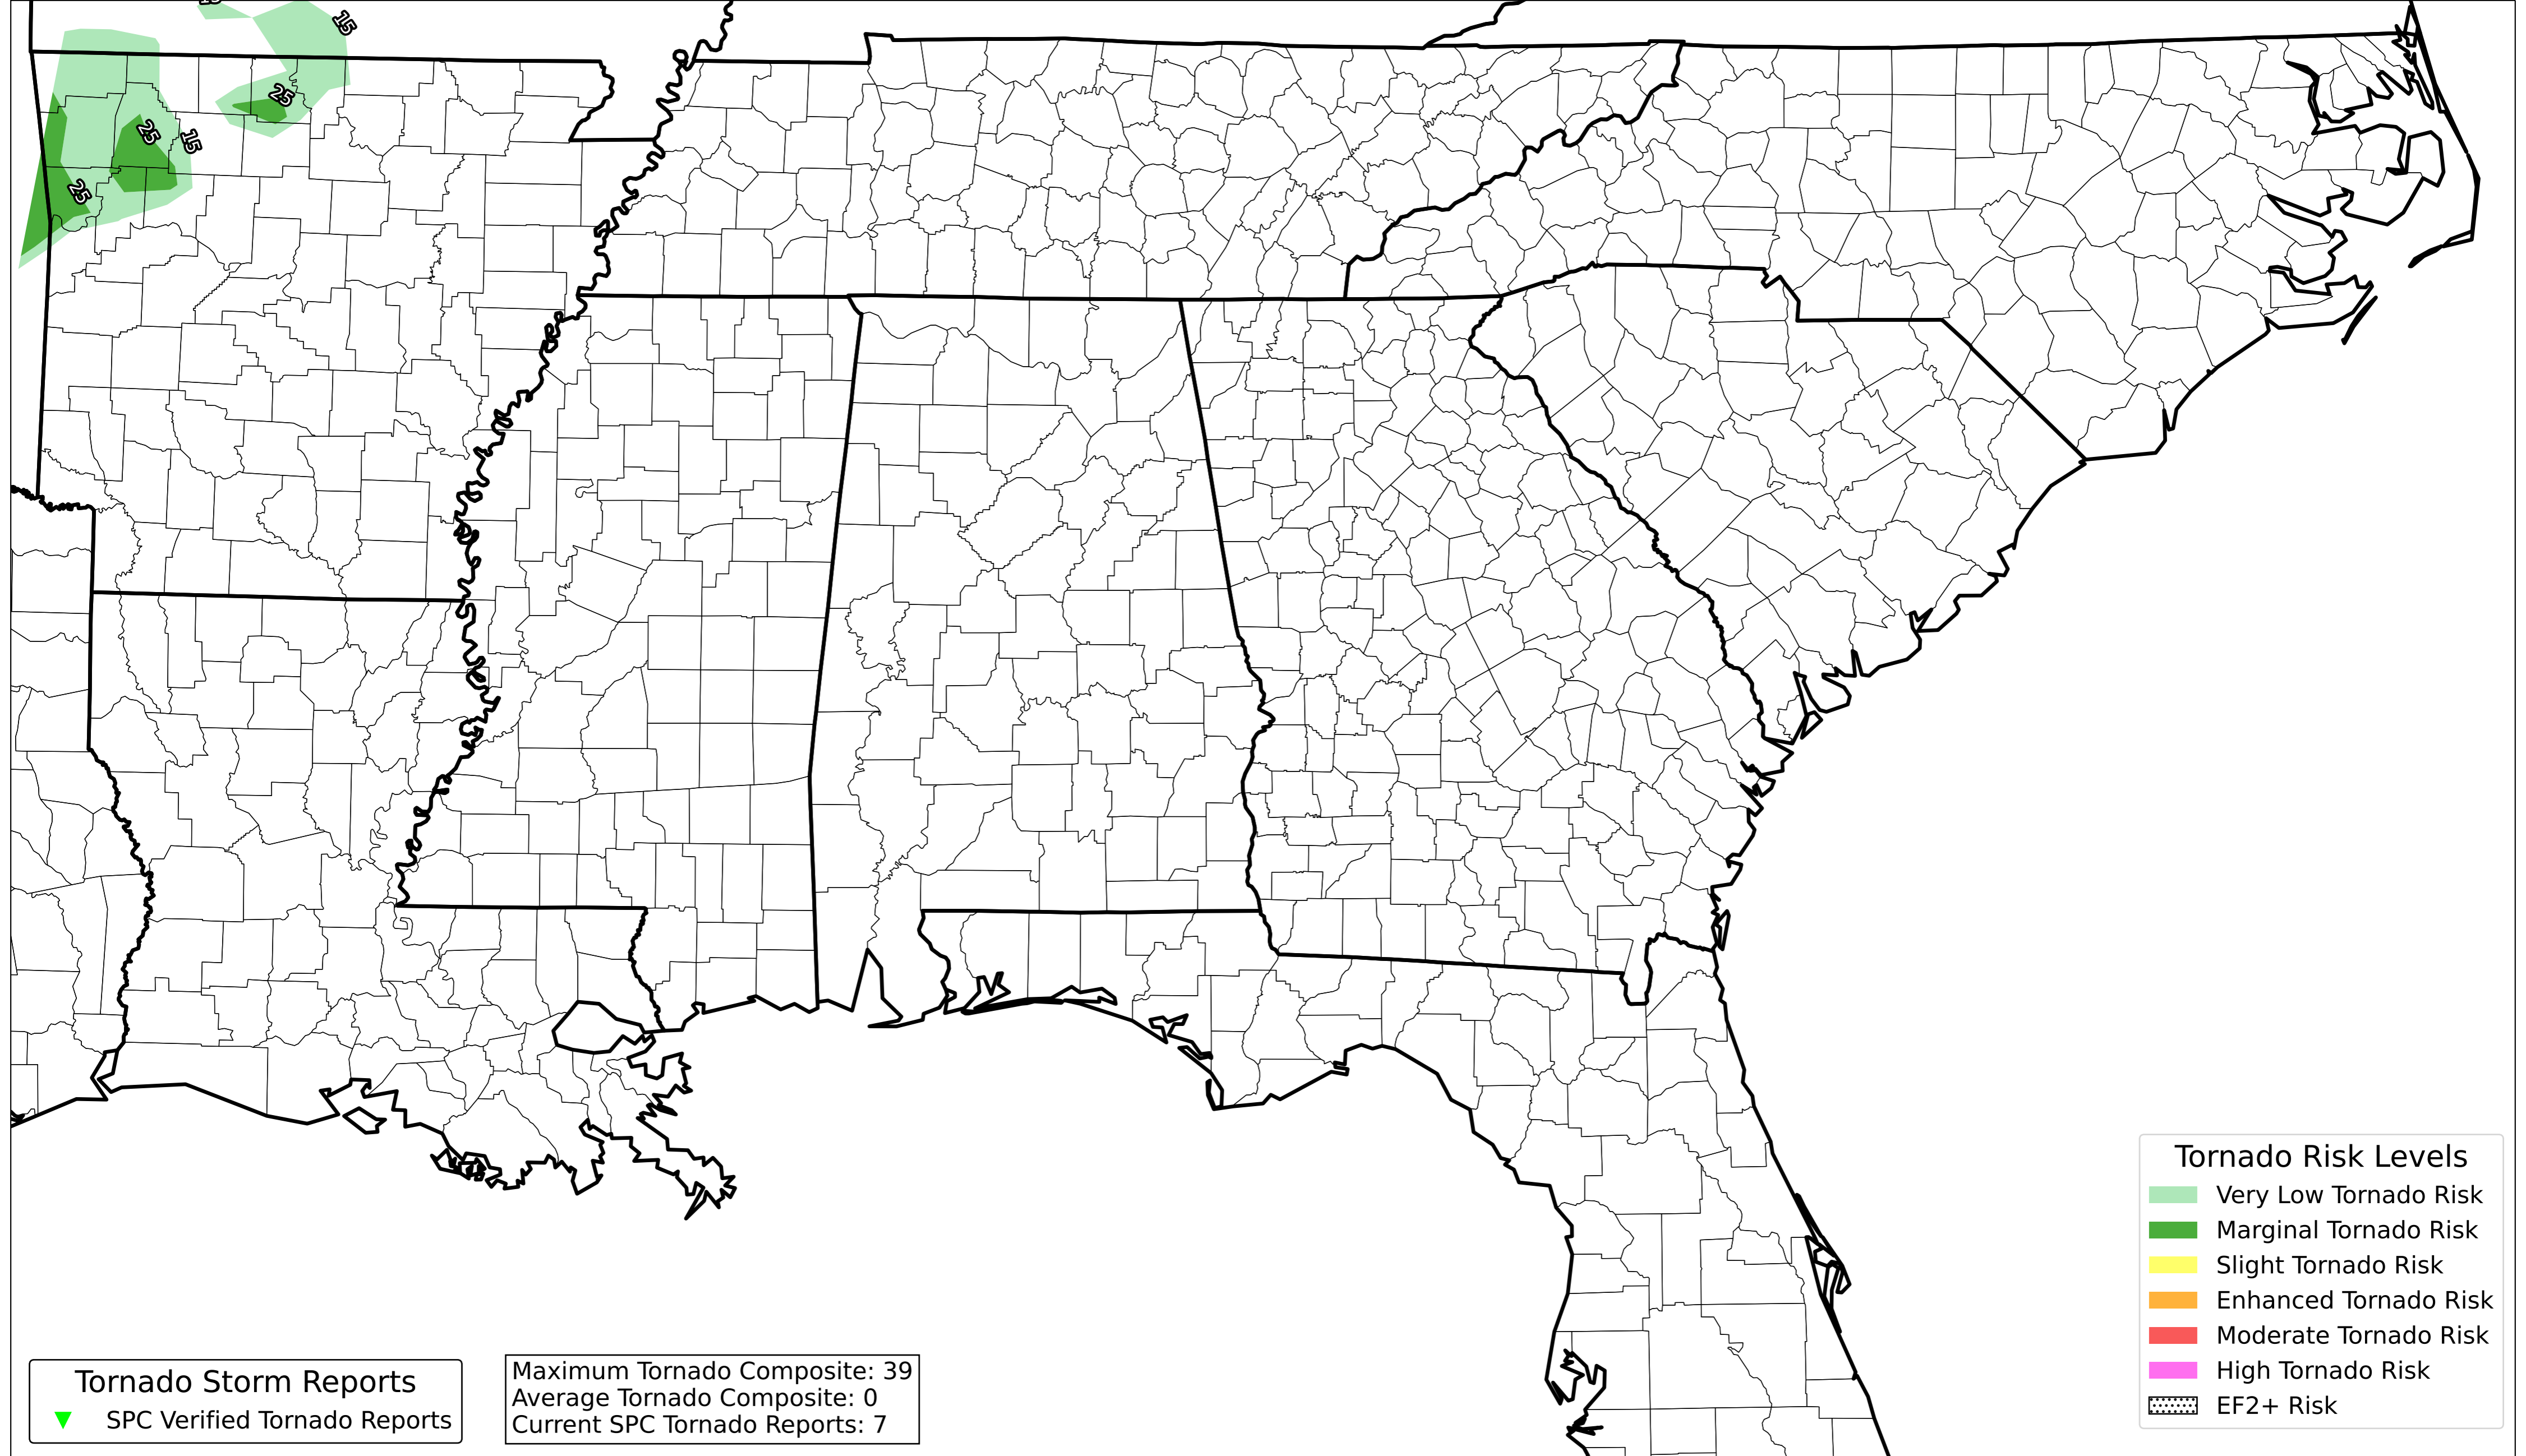 15
25
25
15
25
Tornado Risk Levels
Very Low Tornado Risk
Marginal Tornado Risk
Slight Tornado Risk
Enhanced Tornado Risk
Moderate Tornado Risk
High Tornado Risk
EF2+ Risk
Tornado Storm Reports
SPC Verified Tornado Reports
Maximum Tornado Composite: 39
Average Tornado Composite: 0
Current SPC Tornado Reports: 7